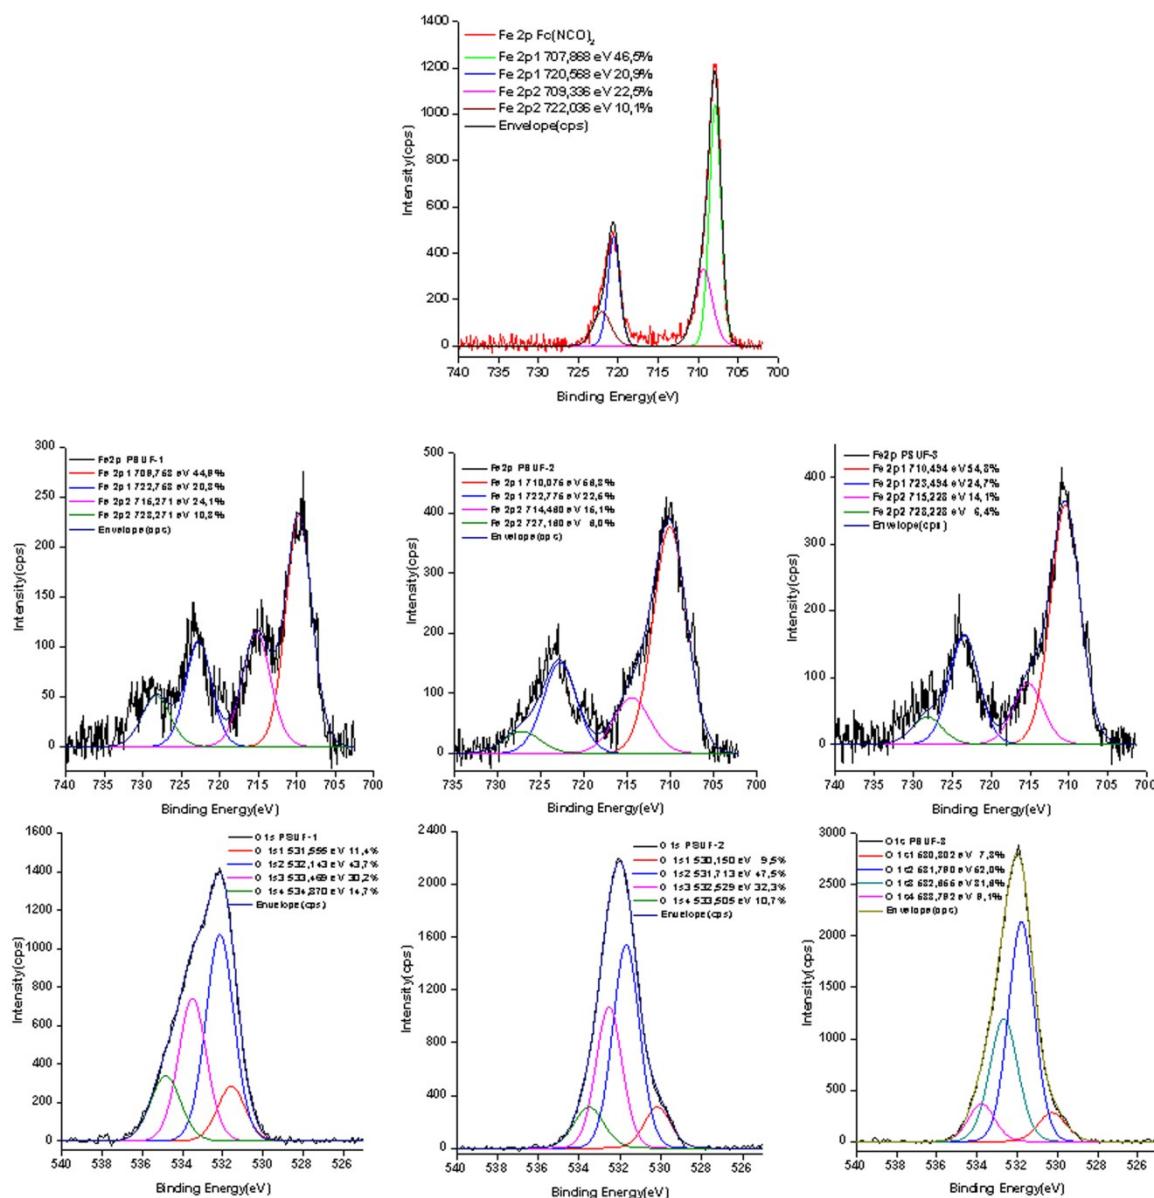 1400
1200
1000
800
600
400
200
0
Intensity(cps)
Fe 2p Fc(NCO)2
Fe 2p1 707,868 eV 46,5%
Fe 2p1 720,568 eV 20,9%
Fe 2p2 709,336 eV 22,5%
Fe 2p2 722,036 eV 10,1%
Envelope(cps)
740 735 730 725 720 715 710 705 700
Binding Energy(eV)
300
250
200
150
100
50
0
Intensity(cps)
Fe2p PSUF-1
Fe 2p1 709,768 eV 44,8%
Fe 2p1 722,768 eV 20,8%
Fe 2p2 715,271 eV 24,1%
Fe 2p2 728,271 eV 10,8%
Envelope(cps)
740 735 730 725 720 715 710 705 700
Binding Energy(eV)
500
400
300
200
100
0
Intensity(cps)
Fe2p PSUF-2
Fe 2p1 710,076 eV
Fe 2p1 722,776 eV 22,6%
Fe 2p2 714,460 eV 16,1%
Fe 2p2 727,160 eV 6,0%
Envelope(cps)
740 735 730 725 720 715 710 705 700
Binding Energy(eV)
400
300
200
100
0
Intensity(cps)
Fe2p PSUF-3
Fe 2p1 710,494 eV 54,8%
Fe 2p1 723,494 eV 24,7%
Fe 2p2 715,228 eV 14,1%
Fe 2p2 728,228 eV 6,4%
Envelope(cps)
740 735 730 725 720 715 710 705 700
Binding Energy(eV)
1600
1400
1200
1000
800
600
400
200
0
Intensity(cps)
O 1s PSUF-1
O 1s1 531,555 eV 11,4%
O 1s2 532,143 eV 43,7%
O 1s3 533,469 eV 30,2%
O 1s4 534,870 eV 14,7%
Envelope(cps)
540 538 536 534 532 530 528 526
Binding Energy(eV)
2400
2000
1600
1200
800
400
0
Intensity(cps)
O 1s PSUF-2
O 1s1 530,150 eV 9,5%
O 1s2 531,713 eV 47,5%
O 1s3 532,529 eV 32,3%
O 1s4 533,505 eV 10,7%
Envelope(cps)
540 538 536 534 532 530 528 526
Binding Energy(eV)
3000
2500
2000
1500
1000
500
0
Intensity(cps)
O 1s PSUF-3
O 1s1 eV 7,3%
O 1s2 eV
O 1s3 eV
O 1s4 eV
Envelope(cps)
540 538 536 534 532 530 528 526
Binding Energy(eV)